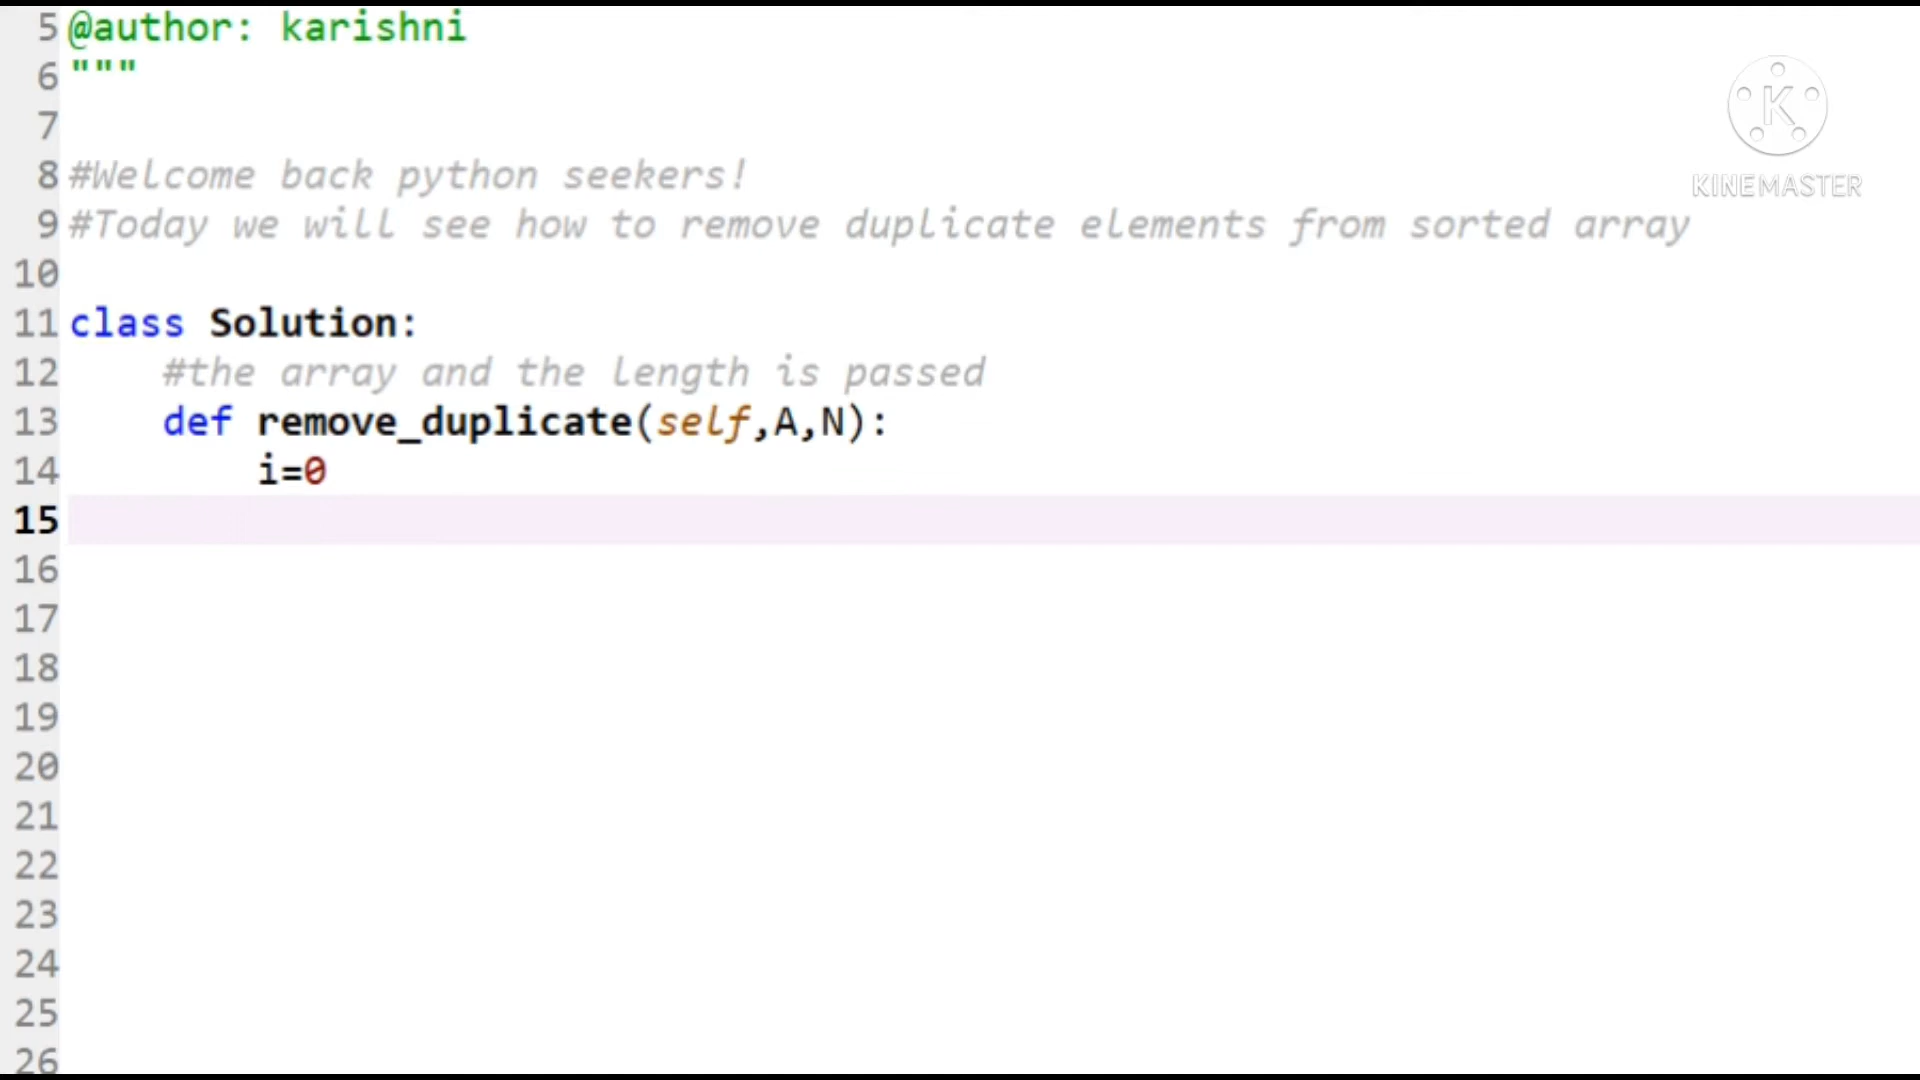 5 @author: karishni
6 """
7
8 #Welcome back python seekers!
9 #Today we will see how to remove duplicate elements from sorted array
10
11 class Solution:
12     #the array and the length is passed
13     def remove_duplicate(self,A,N):
14         i=0
15
16
17
18
19
20
21
22
23
24
25
26
K
KINEMASTER